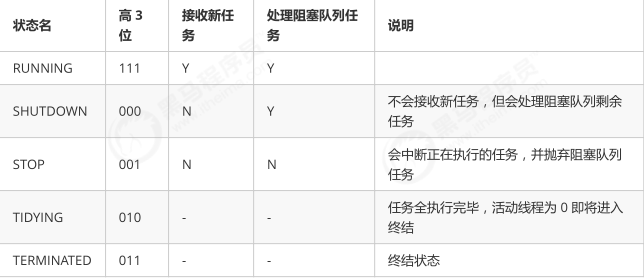 状态名 高 3 位 接收新任务 处理阻塞队列任务 说明
RUNNING 111 Y Y
SHUTDOWN 000 N Y 不会接收新任务，但会处理阻塞队列剩余任务
STOP 001 N N 会中断正在执行的任务，并抛弃阻塞队列任务
TIDYING 010 - - 任务全执行完毕，活动线程为 0 即将进入终结
TERMINATED 011 - - 终结状态